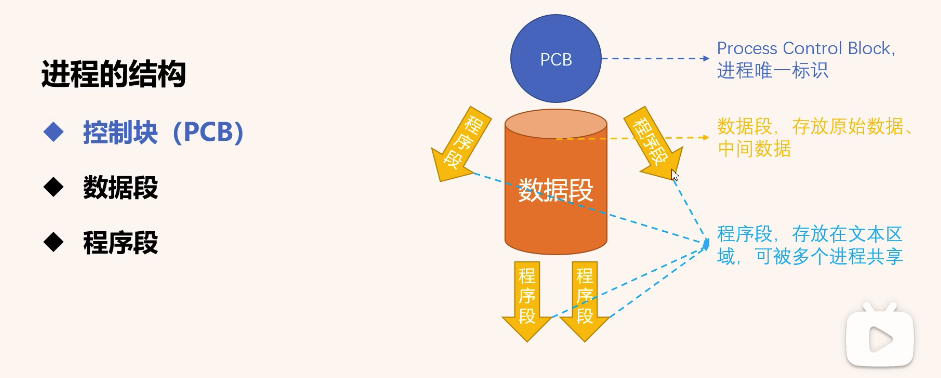 进程的结构
控制块（PCB）
数据段
程序段
PCB
Process Control Block，
进程唯一标识
程序段
程序段
数据段，存放原始数据、
中间数据
数据段
程序段，存放在文本区
域，可被多个进程共享
程序段
程序段